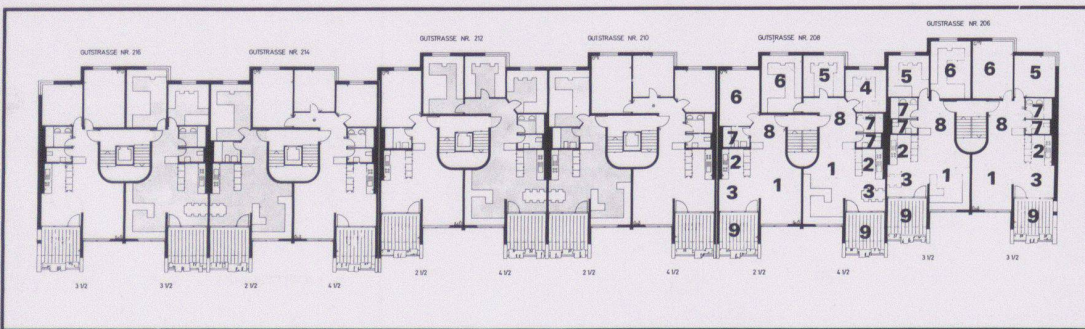 GUTSTRASSE NR. 216
GUTSTRASSE NR. 214
GUTSTRASSE NR. 212
GUTSTRASSE NR. 210
GUTSTRASSE NR. 208
GUTSTRASSE NR. 206
6 6 5 4 5 6 6 5
7 8 8 7 7 7 7 8 8 7 7
2 2 2 2
3 1 1 3 3 1 1 3
9 9 9 9
3 1/2 3 1/2 2 1/2 4 1/2 2 1/2 4 1/2 2 1/2 4 1/2 2 1/2 4 1/2 3 1/2 3 1/2